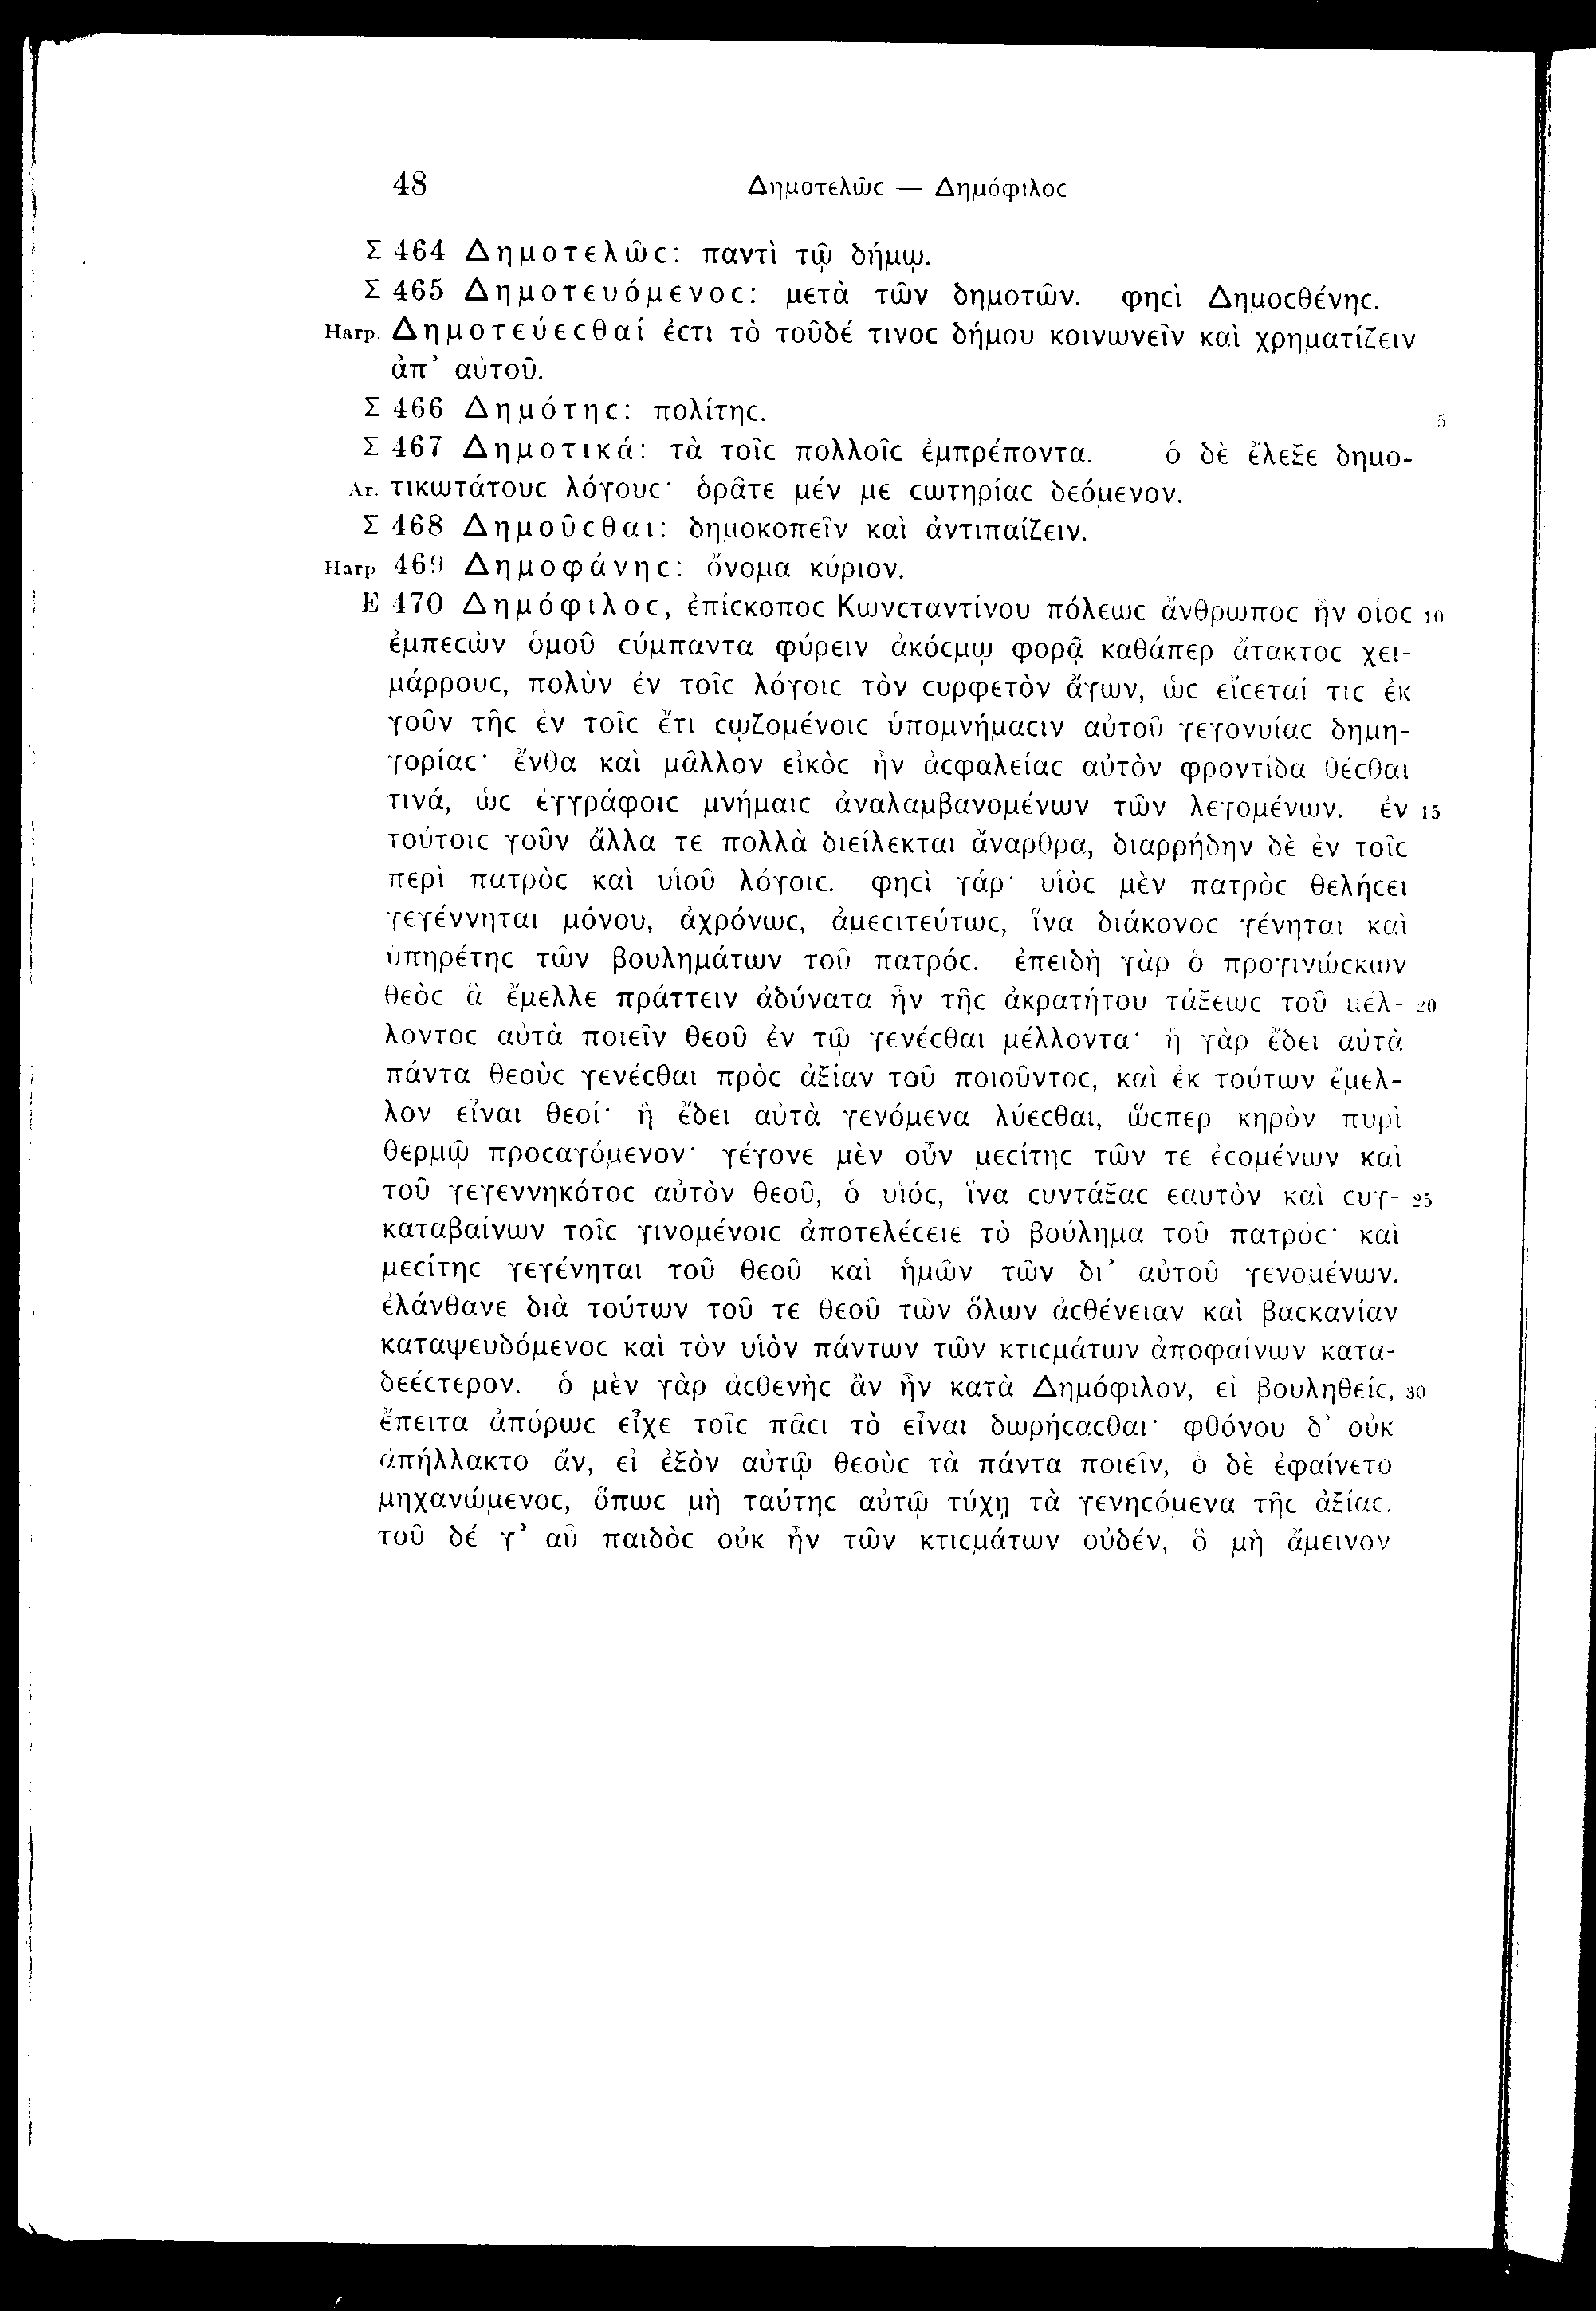 48 Δημοτελῶϲ — Δημόφιλοϲ
Σ 464 Δημοτελῶϲ: παντὶ τῷ δήμῳ.
Σ 465 Δημοτευόμενοϲ: μετὰ τῶν δημοτῶν. φηϲὶ Δημοϲθένηϲ.
Harp. Δημοτεύεϲθαί ἐϲτι τὸ τοῦδέ τινοϲ δήμου κοινωνεῖν καὶ χρηματίζειν
ἀπ’ αὐτοῦ.
Σ 466 Δημότηϲ: πολίτηϲ. 5
Σ 467 Δημοτικά: τὰ τοῖϲ πολλοῖϲ ἐμπρέποντα. ὁ δὲ ἔλεξε δημο-
Ar. τικωτάτουϲ λόγουϲ· ὁρᾶτε μέν με ϲωτηρίαϲ δεόμενον.
Σ 468 Δημοῦϲθαι: δημοκοπεῖν καὶ ἀντιπαίζειν.
Harp. 469 Δημοφάνηϲ: ὄνομα κύριον.
E 470 Δημόφιλοϲ, ἐπίϲκοποϲ Κωνϲταντίνου πόλεωϲ ἄνθρωποϲ ἦν οἷοϲ 10
ἐμπεϲὼν ὁμοῦ ϲύμπαντα φύρειν ἀκόϲμῳ φορᾷ καθάπερ ἄτακτοϲ χει-
μάρρουϲ, πολὺν ἐν τοῖϲ λόγοιϲ τὸν ϲυρφετὸν ἄγων, ὡϲ εἴϲεταί τιϲ ἐκ
γοῦν τῆϲ ἐν τοῖϲ ἔτι ϲῳζομένοιϲ ὑπομνήμαϲιν αὐτοῦ γεγονυίαϲ δημη-
γορίαϲ· ἔνθα καὶ μᾶλλον εἰκὸϲ ἦν ἀϲφαλείαϲ αὐτὸν φροντίδα θέϲθαι
τινά, ὡϲ ἐγγράφοιϲ μνήμαιϲ ἀναλαμβανομένων τῶν λεγομένων. ἐν 15
τούτοιϲ γοῦν ἄλλα τε πολλὰ διείλεκται ἄναρθρα, διαρρήδην δὲ ἐν τοῖϲ
περὶ πατρὸϲ καὶ υἱοῦ λόγοιϲ. φηϲὶ γάρ· υἱὸϲ μὲν πατρὸϲ θελήϲει
γεγέννηται μόνου, ἀχρόνωϲ, ἀμεϲιτεύτωϲ, ἵνα διάκονοϲ γένηται καὶ
ὑπηρέτηϲ τῶν βουλημάτων τοῦ πατρόϲ. ἐπειδὴ γὰρ ὁ προγινώϲκων
θεὸϲ ἃ ἔμελλε πράττειν ἀδύνατα ἦν τῆϲ ἀκρατήτου τάξεωϲ τοῦ μέλ- 20
λοντοϲ αὐτὰ ποιεῖν θεοῦ ἐν τῷ γενέϲθαι μέλλοντα· ἢ γὰρ ἔδει αὐτὰ
πάντα θεοὺϲ γενέϲθαι πρὸϲ ἀξίαν τοῦ ποιοῦντοϲ, καὶ ἐκ τούτων ἔμελ-
λον εἶναι θεοί· ἢ ἔδει αὐτὰ γενόμενα λύεϲθαι, ὥϲπερ κηρὸν πυρὶ
θερμῷ προϲαγόμενον· γέγονε μὲν οὖν μεϲίτηϲ τῶν τε ἐϲομένων καὶ
τοῦ γεγεννηκότοϲ αὐτὸν θεοῦ, ὁ υἱόϲ, ἵνα ϲυντάξαϲ ἑαυτὸν καὶ ϲυγ- 25
καταβαίνων τοῖϲ γινομένοιϲ ἀποτελέϲειε τὸ βούλημα τοῦ πατρόϲ· καὶ
μεϲίτηϲ γεγένηται τοῦ θεοῦ καὶ ἡμῶν τῶν δι’ αὐτοῦ γενομένων.
ἐλάνθανε διὰ τούτων τοῦ τε θεοῦ τῶν ὅλων ἀϲθένειαν καὶ βαϲκανίαν
καταψευδόμενοϲ καὶ τὸν υἱὸν πάντων τῶν κτιϲμάτων ἀποφαίνων κατα-
δεέϲτερον. ὁ μὲν γὰρ ἀϲθενὴϲ ἂν ἦν κατὰ Δημόφιλον, εἰ βουληθείϲ, 30
ἔπειτα ἀπόρωϲ εἶχε τοῖϲ πᾶϲι τὸ εἶναι δωρήϲαϲθαι· φθόνου δ’ οὐκ
ἀπήλλακτο ἄν, εἰ ἐξὸν αὐτῷ θεοὺϲ τὰ πάντα ποιεῖν, ὁ δὲ ἐφαίνετο
μηχανώμενοϲ, ὅπωϲ μὴ ταύτηϲ αὐτῷ τύχῃ τὰ γενηϲόμενα τῆϲ ἀξίαϲ.
τοῦ δέ γ’ αὖ παιδὸϲ οὐκ ἦν τῶν κτιϲμάτων οὐδέν, ὃ μὴ ἄμεινον